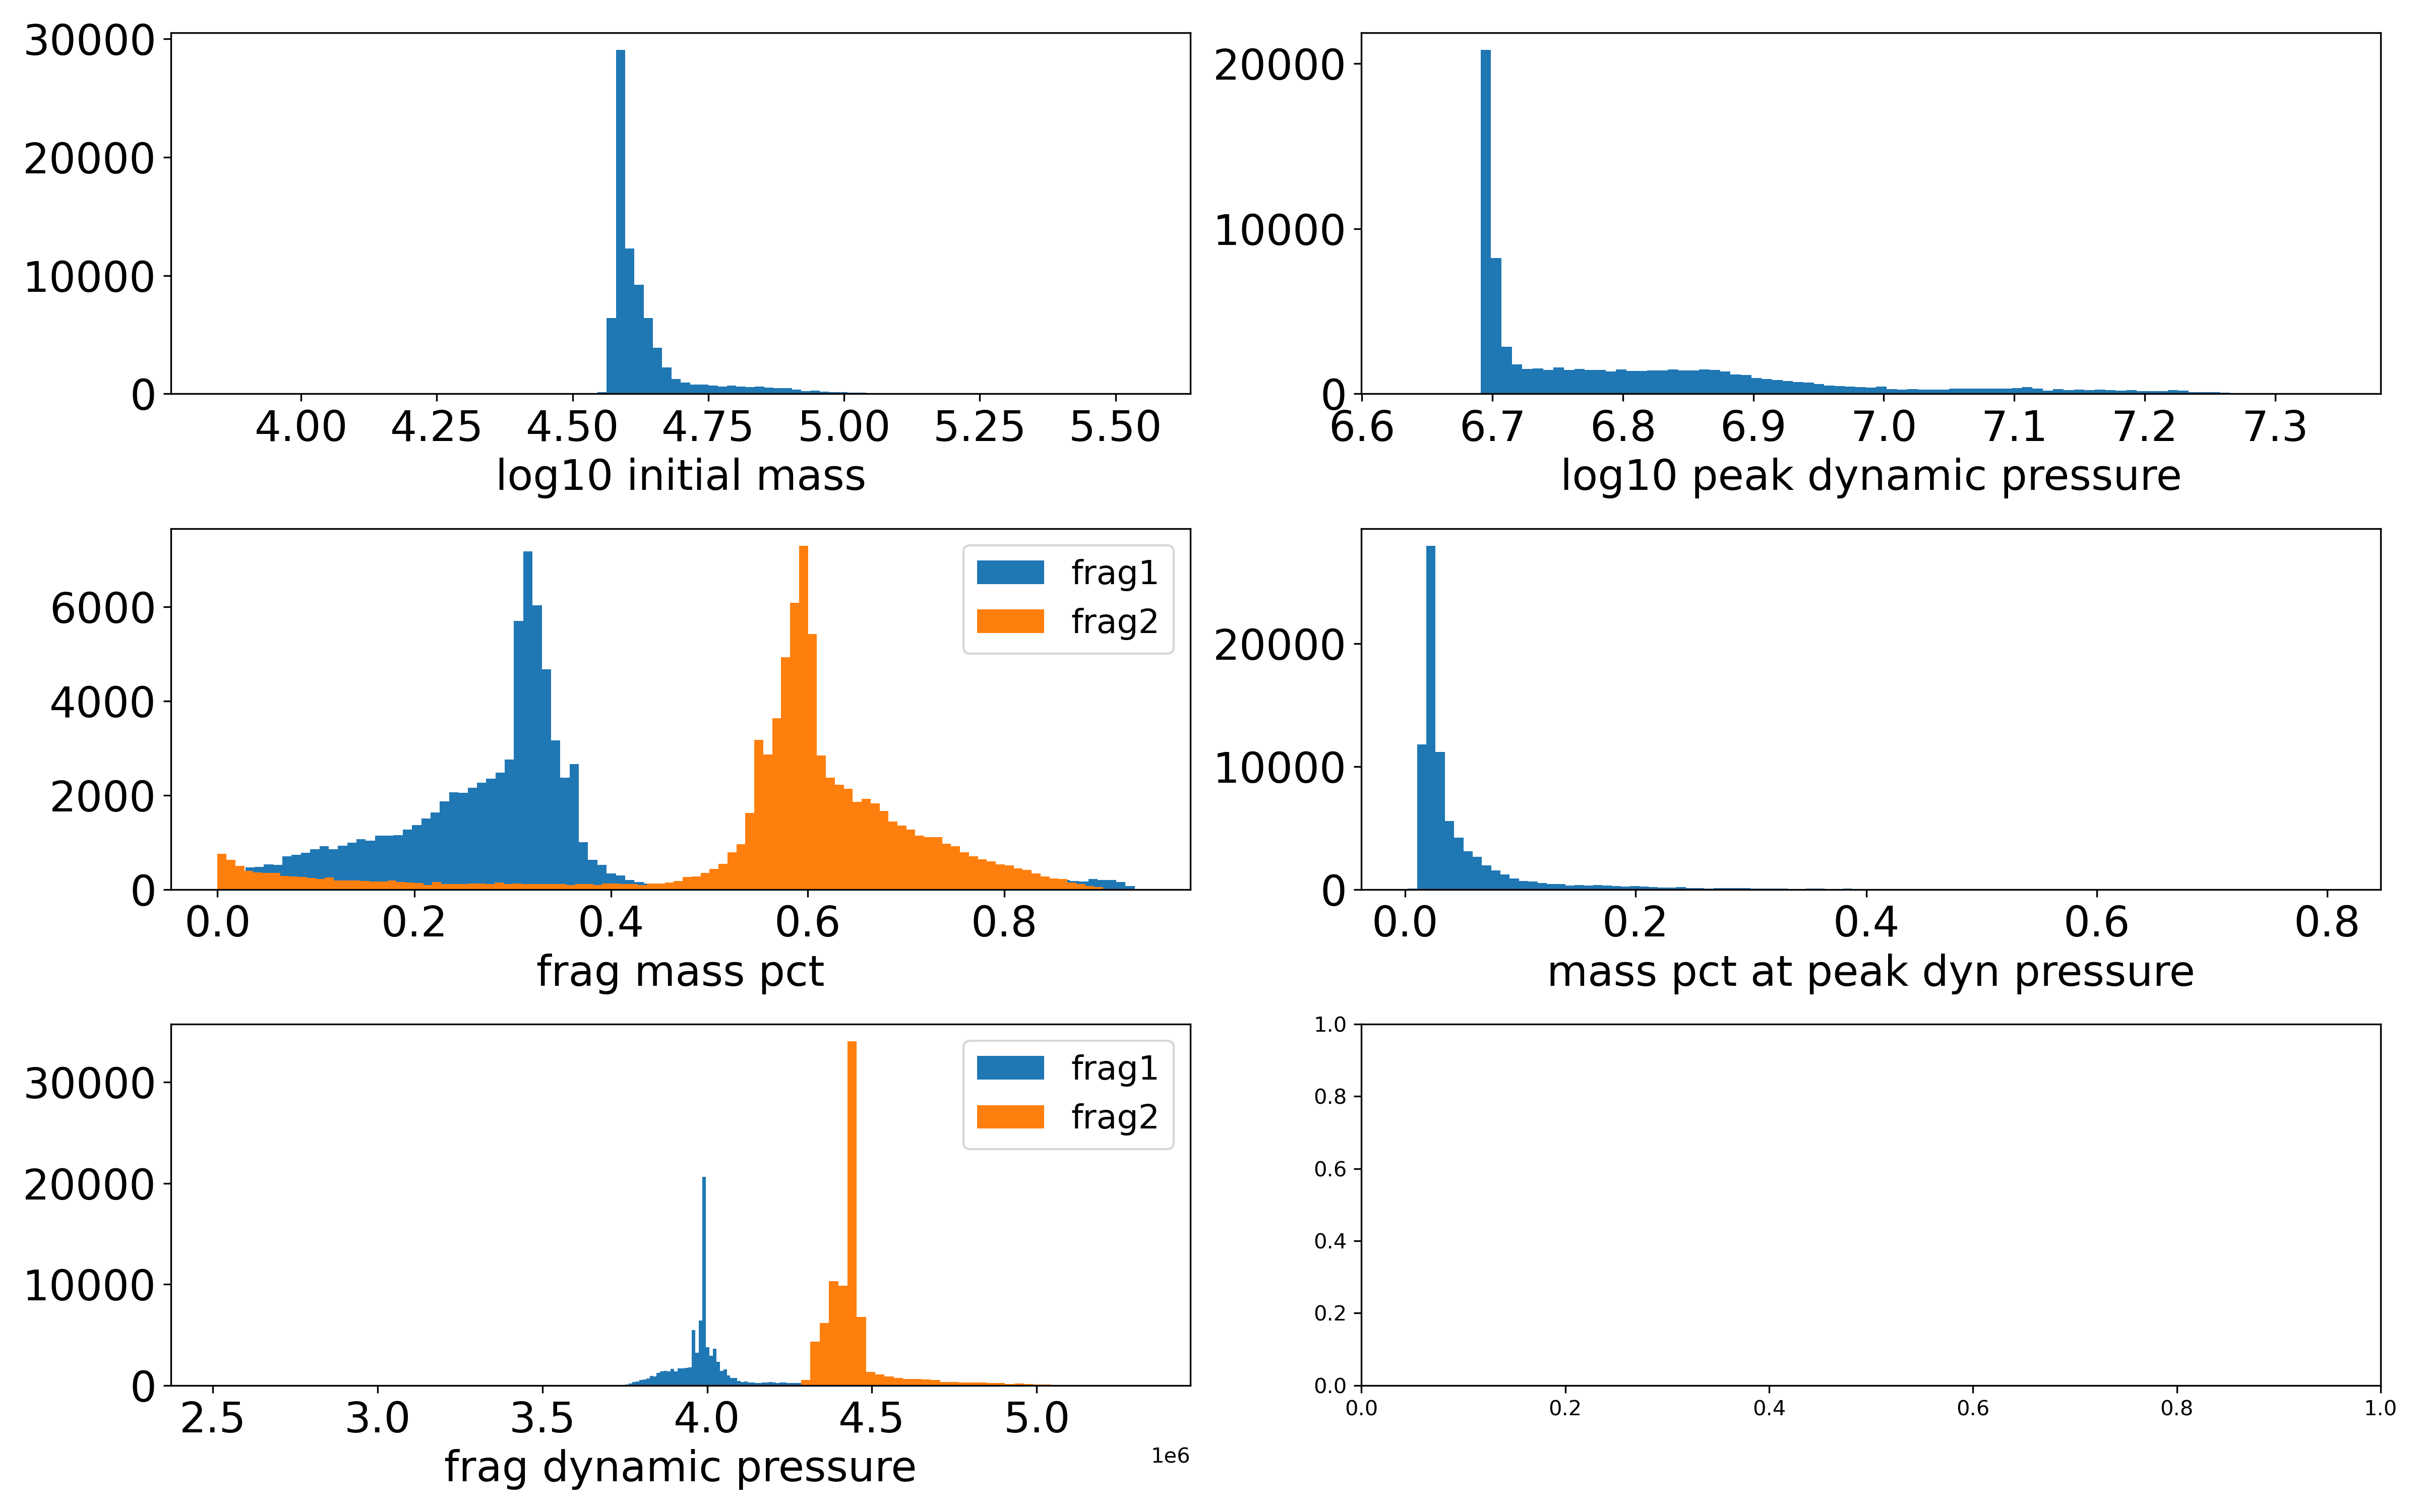 30000
20000
10000
0
4.00 4.25 4.50 4.75 5.00 5.25 5.50
log10 initial mass
20000
10000
0
6.6 6.7 6.8 6.9 7.0 7.1 7.2 7.3
log10 peak dynamic pressure
6000
4000
2000
0
0.0 0.2 0.4 0.6 0.8
frag mass pct
frag1
frag2
20000
10000
0
0.0 0.2 0.4 0.6 0.8
mass pct at peak dyn pressure
30000
20000
10000
0
2.5 3.0 3.5 4.0 4.5 5.0
1e6
frag dynamic pressure
frag1
frag2
1.0
0.8
0.6
0.4
0.2
0.0
0.0 0.2 0.4 0.6 0.8 1.0